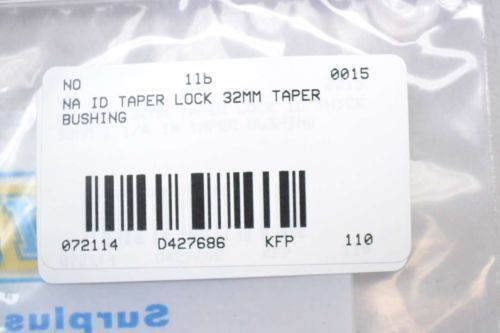 NO 11b 0015
NA ID TAPER LOCK 32MM TAPER
BUSHING
072114 D427686 KFP 110
Surplus